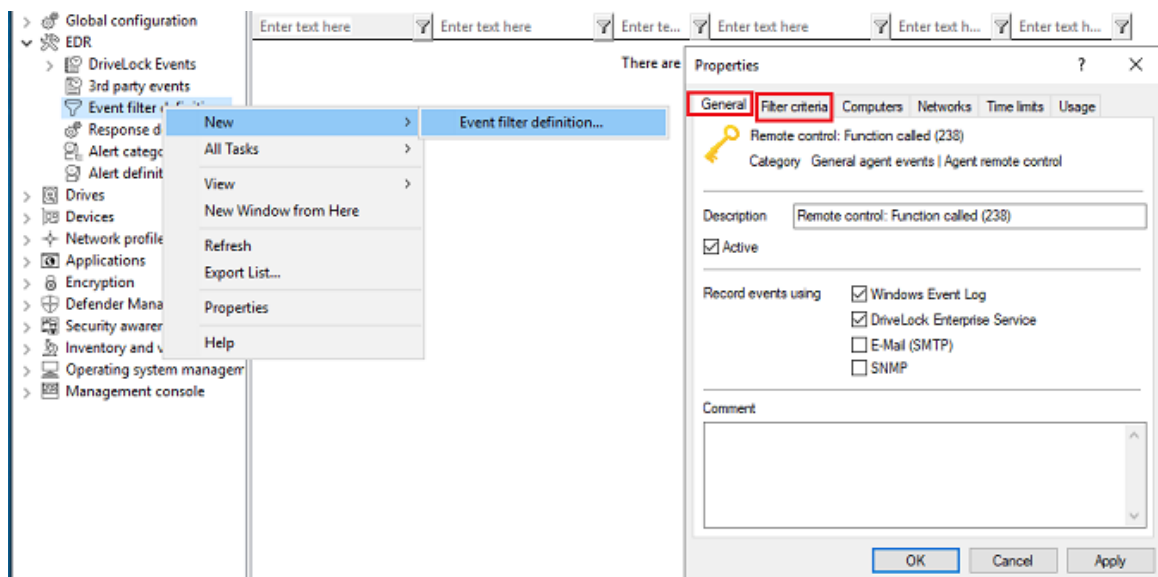 Global configuration
EDR
DriveLock Events
3rd party events
Event filter
Response d
Alert catego
Alert definit
Drives
Devices
Network profile
Applications
Encryption
Defender Mana
Security awarer
Inventory and v
Operating system managem
Management console
New
All Tasks
View
New Window from Here
Refresh
Export List...
Properties
Help
Event filter definition...
Enter text here Enter text here Enter te... Enter text here Enter text h... Enter text h...
There are
Properties ?
General Filter criteria Computers Networks Time limits Usage
Remote control: Function called (238)
Category General agent events | Agent remote control
Description Remote control: Function called (238)
Active
Record events using Windows Event Log
DriveLock Enterprise Service
E-Mail (SMTP)
SNMP
Comment
OK Cancel Apply